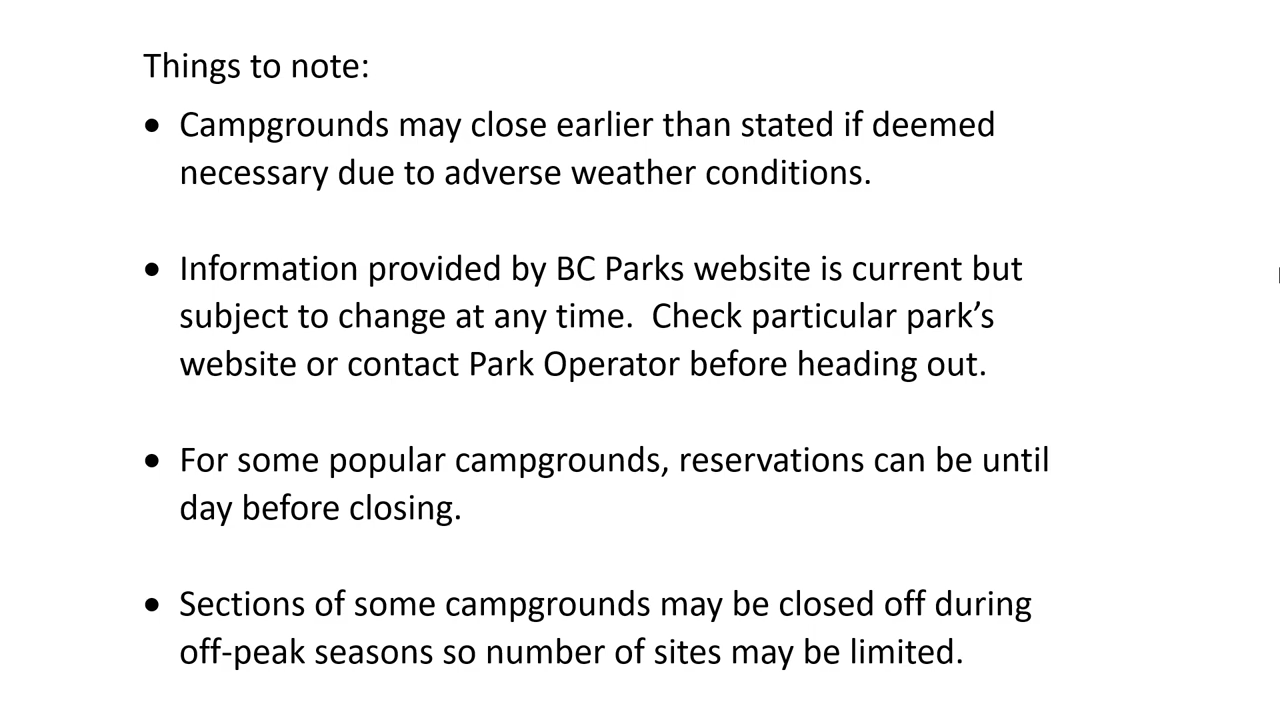 Things to note:
• Campgrounds may close earlier than stated if deemed
necessary due to adverse weather conditions.
• Information provided by BC Parks website is current but
subject to change at any time.  Check particular park’s
website or contact Park Operator before heading out.
• For some popular campgrounds, reservations can be until
day before closing.
• Sections of some campgrounds may be closed off during
off-peak seasons so number of sites may be limited.